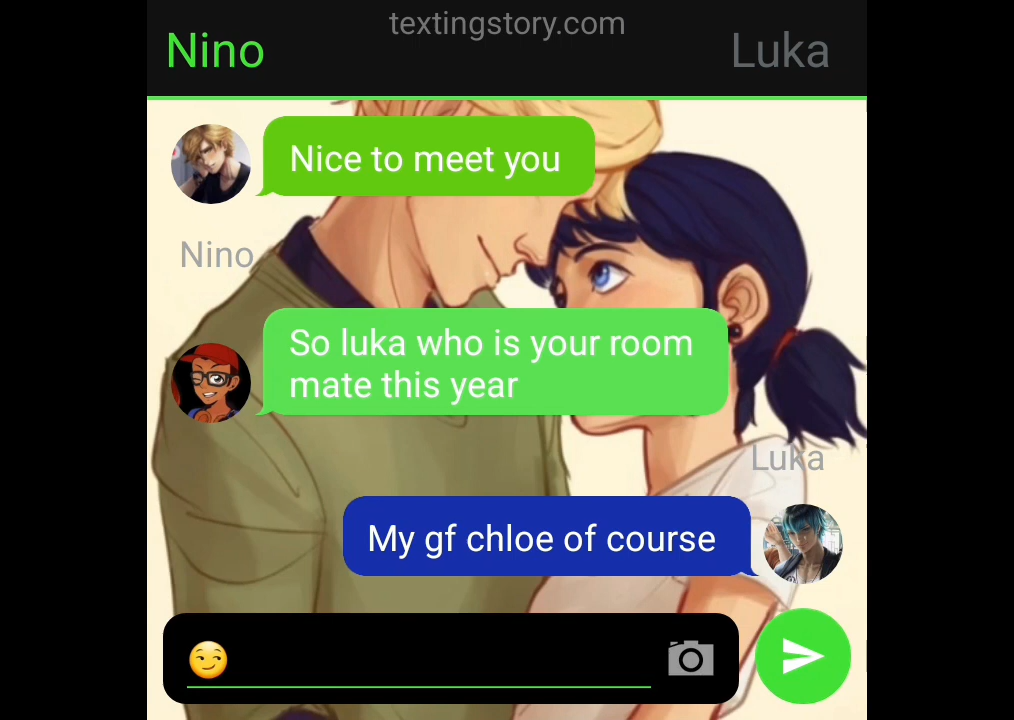 textingstory.com
Nino
Luka
Nice to meet you
Nino
So luka who is your room
mate this year
Luka
My gf chloe of course
😏